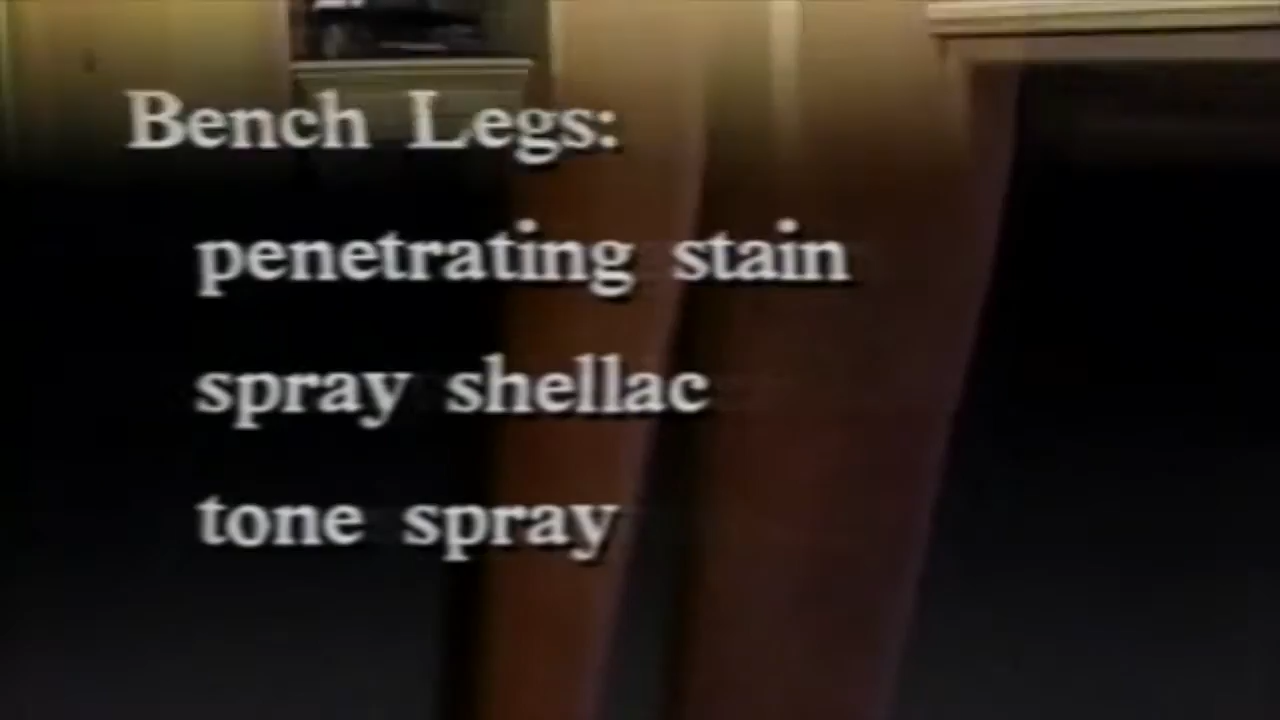 Bench Legs:
penetrating stain
spray shellac
tone spray